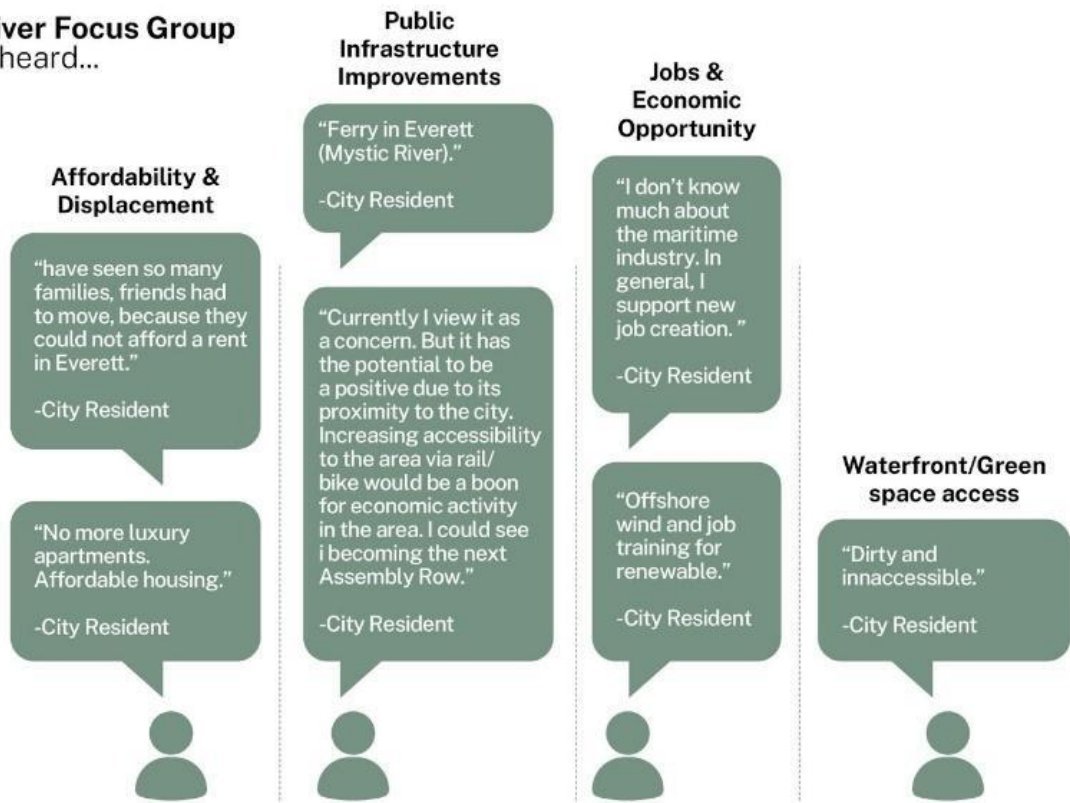 iver Focus Group
heard...
Affordability &
Displacement
“have seen so many
families, friends had
to move, because they
could not afford a rent
in Everett.”
-City Resident
“No more luxury
apartments.
Affordable housing.”
-City Resident
Public
Infrastructure
Improvements
“Ferry in Everett
(Mystic River).”
-City Resident
“Currently I view it as
a concern. But it has
the potential to be
a positive due to its
proximity to the city.
Increasing accessibility
to the area via rail/
bike would be a boon
for economic activity
in the area. I could see
i becoming the next
Assembly Row.”
-City Resident
Jobs &
Economic
Opportunity
“I don’t know
much about
the maritime
industry. In
general, I
support new
job creation. ”
-City Resident
“Offshore
wind and job
training for
renewable.”
-City Resident
Waterfront/Green
space access
“Dirty and
innaccessible.”
-City Resident